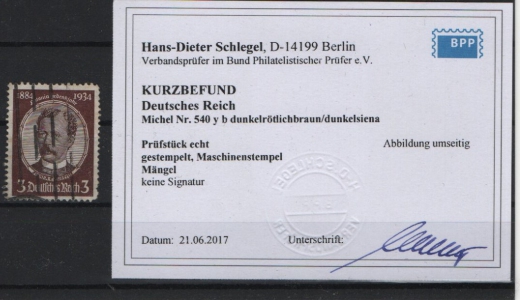 1884 1934
3 Deutsches Reich 3
Hans-Dieter Schlegel, D-14199 Berlin
Verbandsprüfer im Bund Philatelistischer Prüfer e.V.
BPP
KURZBEFUND
Deutsches Reich
Michel Nr. 540 y b dunkelrötlichbraun/dunkelsiena
Prüfstück echt
Abbildung umseitig
gestempelt, Maschinenstempel
Mängel
keine Signatur
Datum: 21.06.2017
Unterschrift: